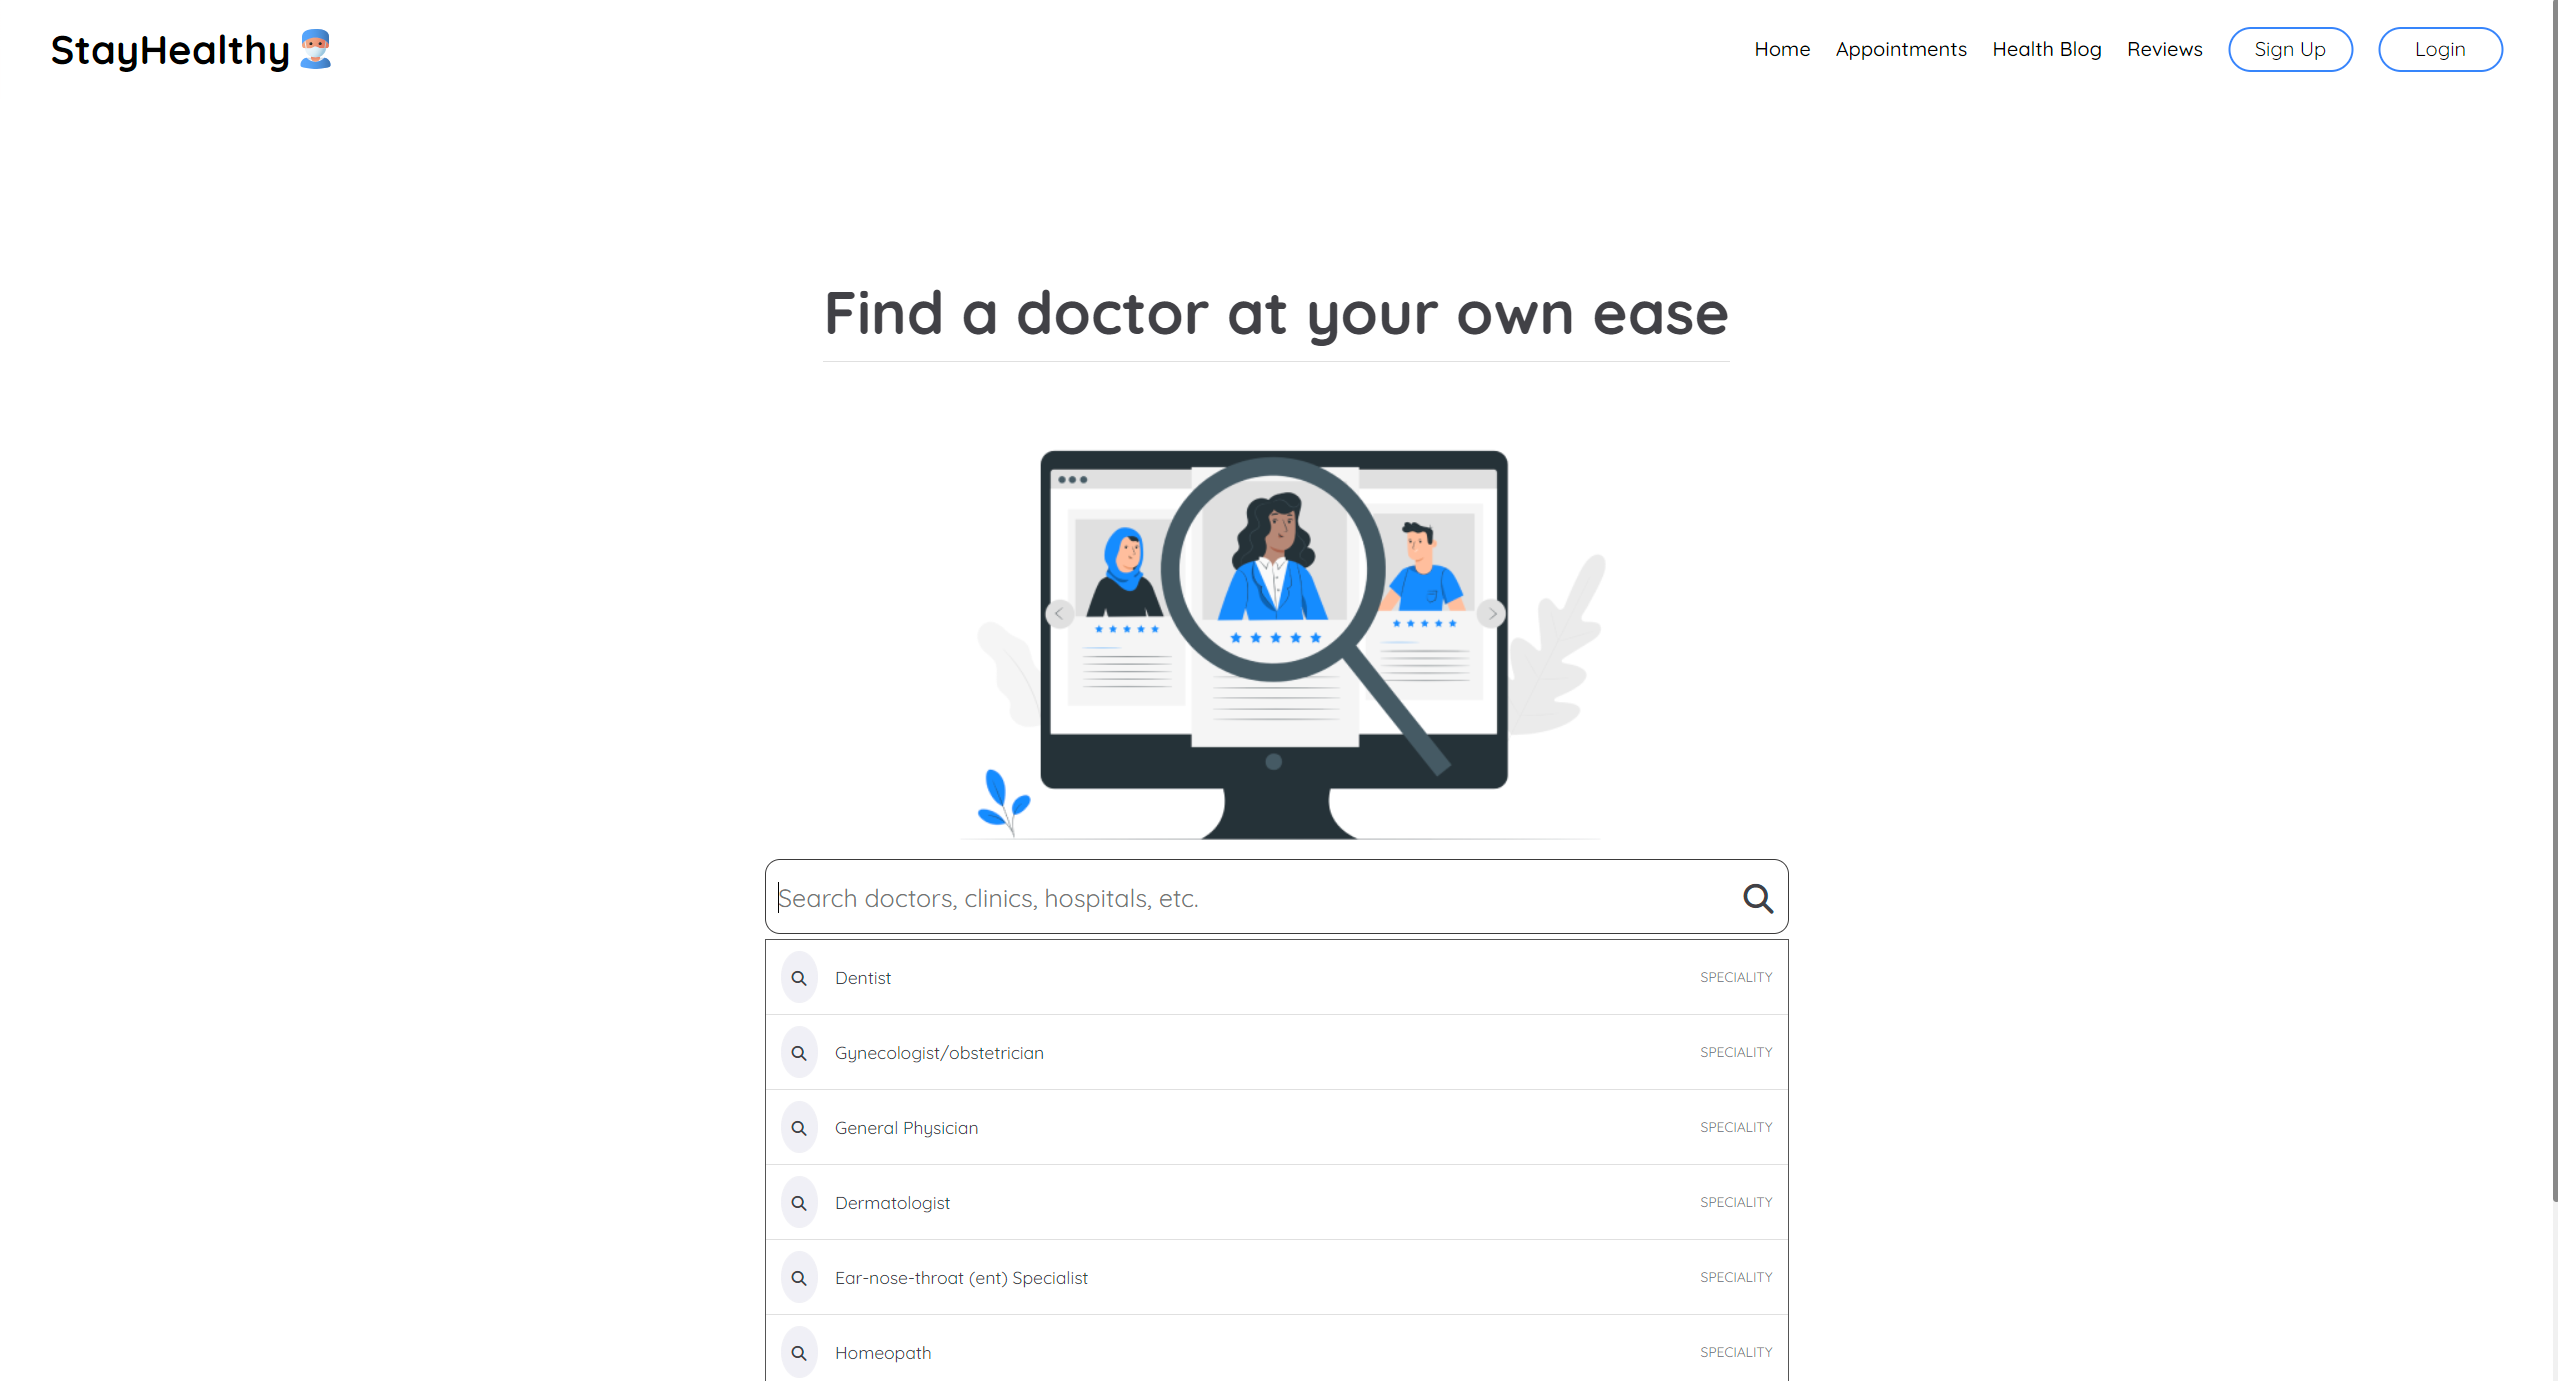 StayHealthy
Home Appointments Health Blog Reviews Sign Up Login
Find a doctor at your own ease
Search doctors, clinics, hospitals, etc.
Dentist SPECIALITY
Gynecologist/obstetrician SPECIALITY
General Physician SPECIALITY
Dermatologist SPECIALITY
Ear-nose-throat (ent) Specialist SPECIALITY
Homeopath SPECIALITY